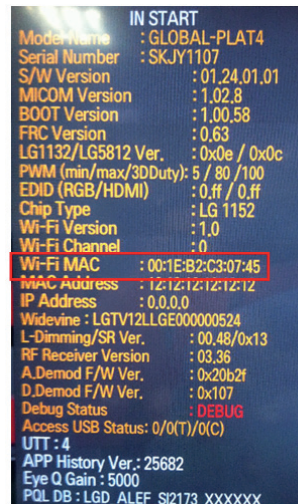 IN START
Model Name : GLOBAL-PLAT4
Serial Number : SKJY1107
S/W Version : 01.24.01.01
MICOM Version : 1.02.8
BOOT Version : 1.00.58
FRC Version : 0.63
LG1132/LG5812 Ver. : 0x0e / 0x0c
PWM (min/max/3DDuty): 5 / 80 /100
EDID (RGB/HDMI) : 0.ff / 0.ff
Chip Type : LG 1152
Wi-Fi Version : 1.0
Wi-Fi Channel : 0
Wi-Fi MAC : 00:1E:B2:C3:07:45
MAC Address : 12:12:12:12:12:12
IP Address : 0.0.0.0
Widevine : LGTV12LLGE000000524
L-Dimming/SR Ver. : 00.48/0x13
RF Receiver Version : 03.36
A.Demod F/W Ver. : 0x20b2f
D.Demod F/W Ver. : 0x107
Debug Status : DEBUG
Access USB Status: 0/0(T)/0(C)
UTT : 4
APP History Ver.: 25682
Eye Q Gain : 5000
PQL DB : LGD_ALEF_SI2173_XXXXXX